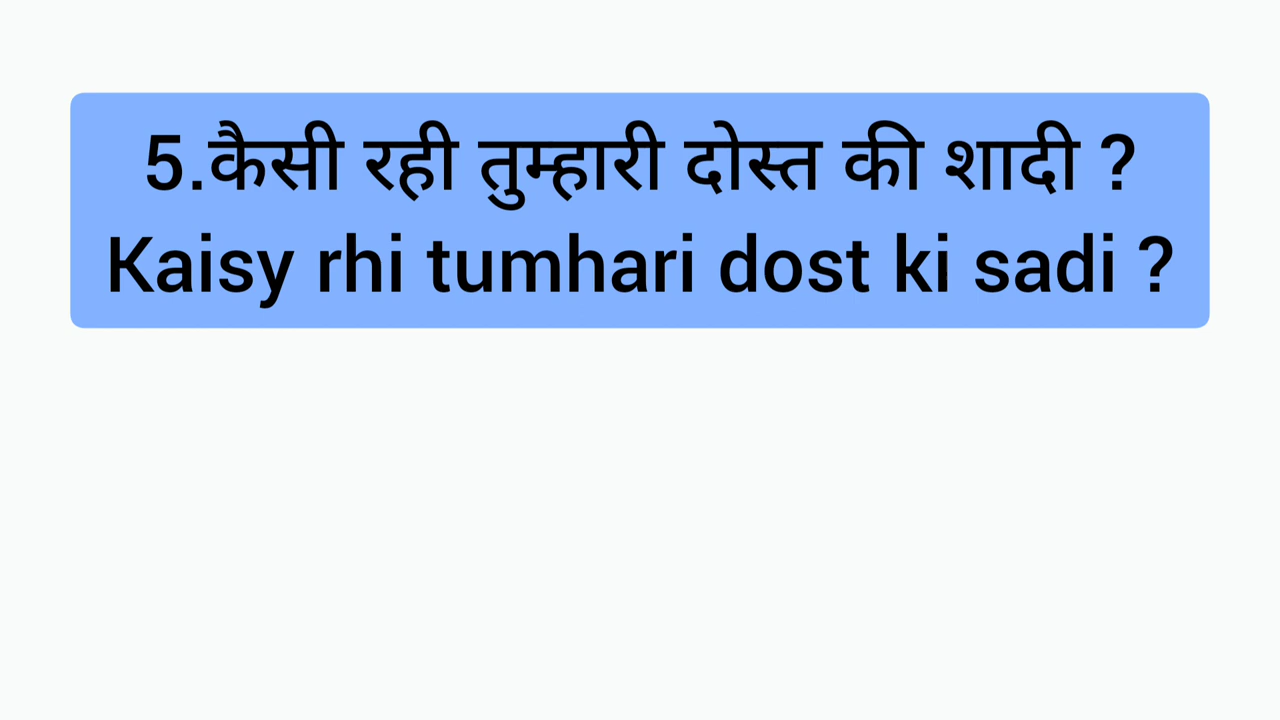 5.कैसी रही तुम्हारी दोस्त की शादी ?
Kaisy rhi tumhari dost ki sadi ?